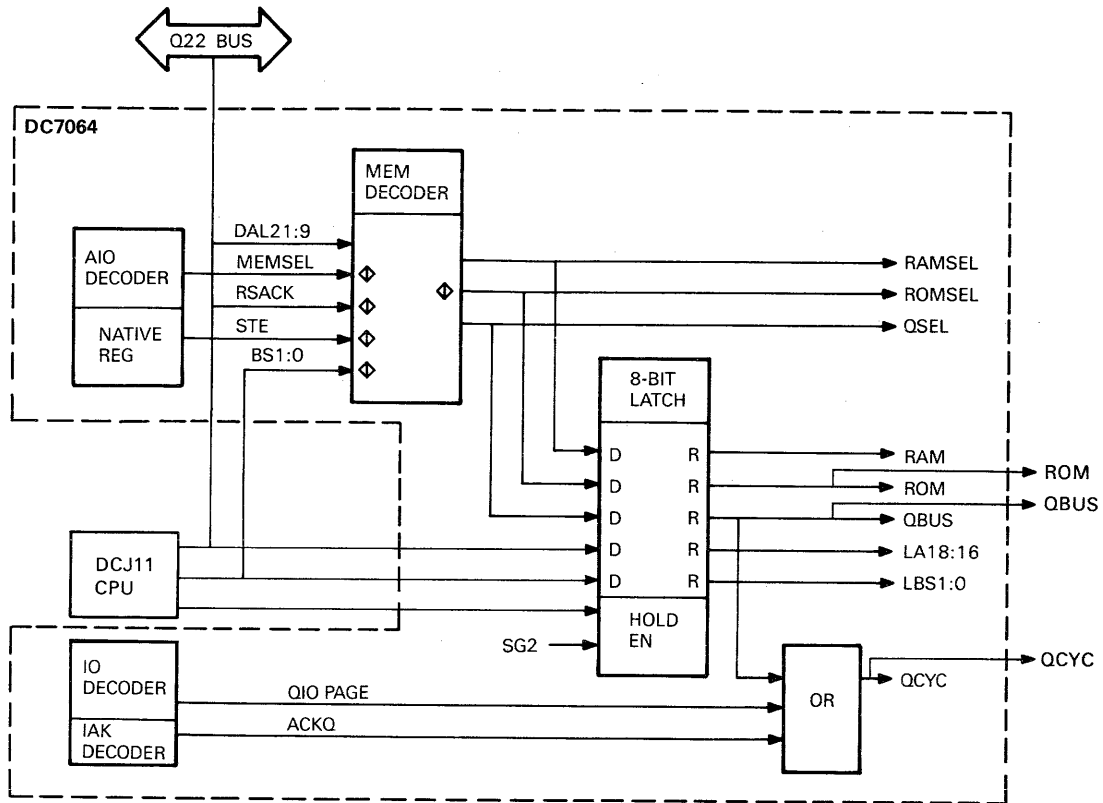 Q22 BUS
DC7064
MEM
DECODER
DAL21:9
AIO
DECODER
MEMSEL
RSACK
NATIVE
REG
STE
BS1:0
RAMSEL
ROMSEL
QSEL
8-BIT
LATCH
D R RAM
ROM
D R ROM
QBUS
D R QBUS
D R LA18:16
D R LBS1:0
DCJ11
CPU
HOLD
EN
SG2
IO
DECODER
QIO PAGE
IAK
DECODER
ACKQ
OR
QCYC
QCYC